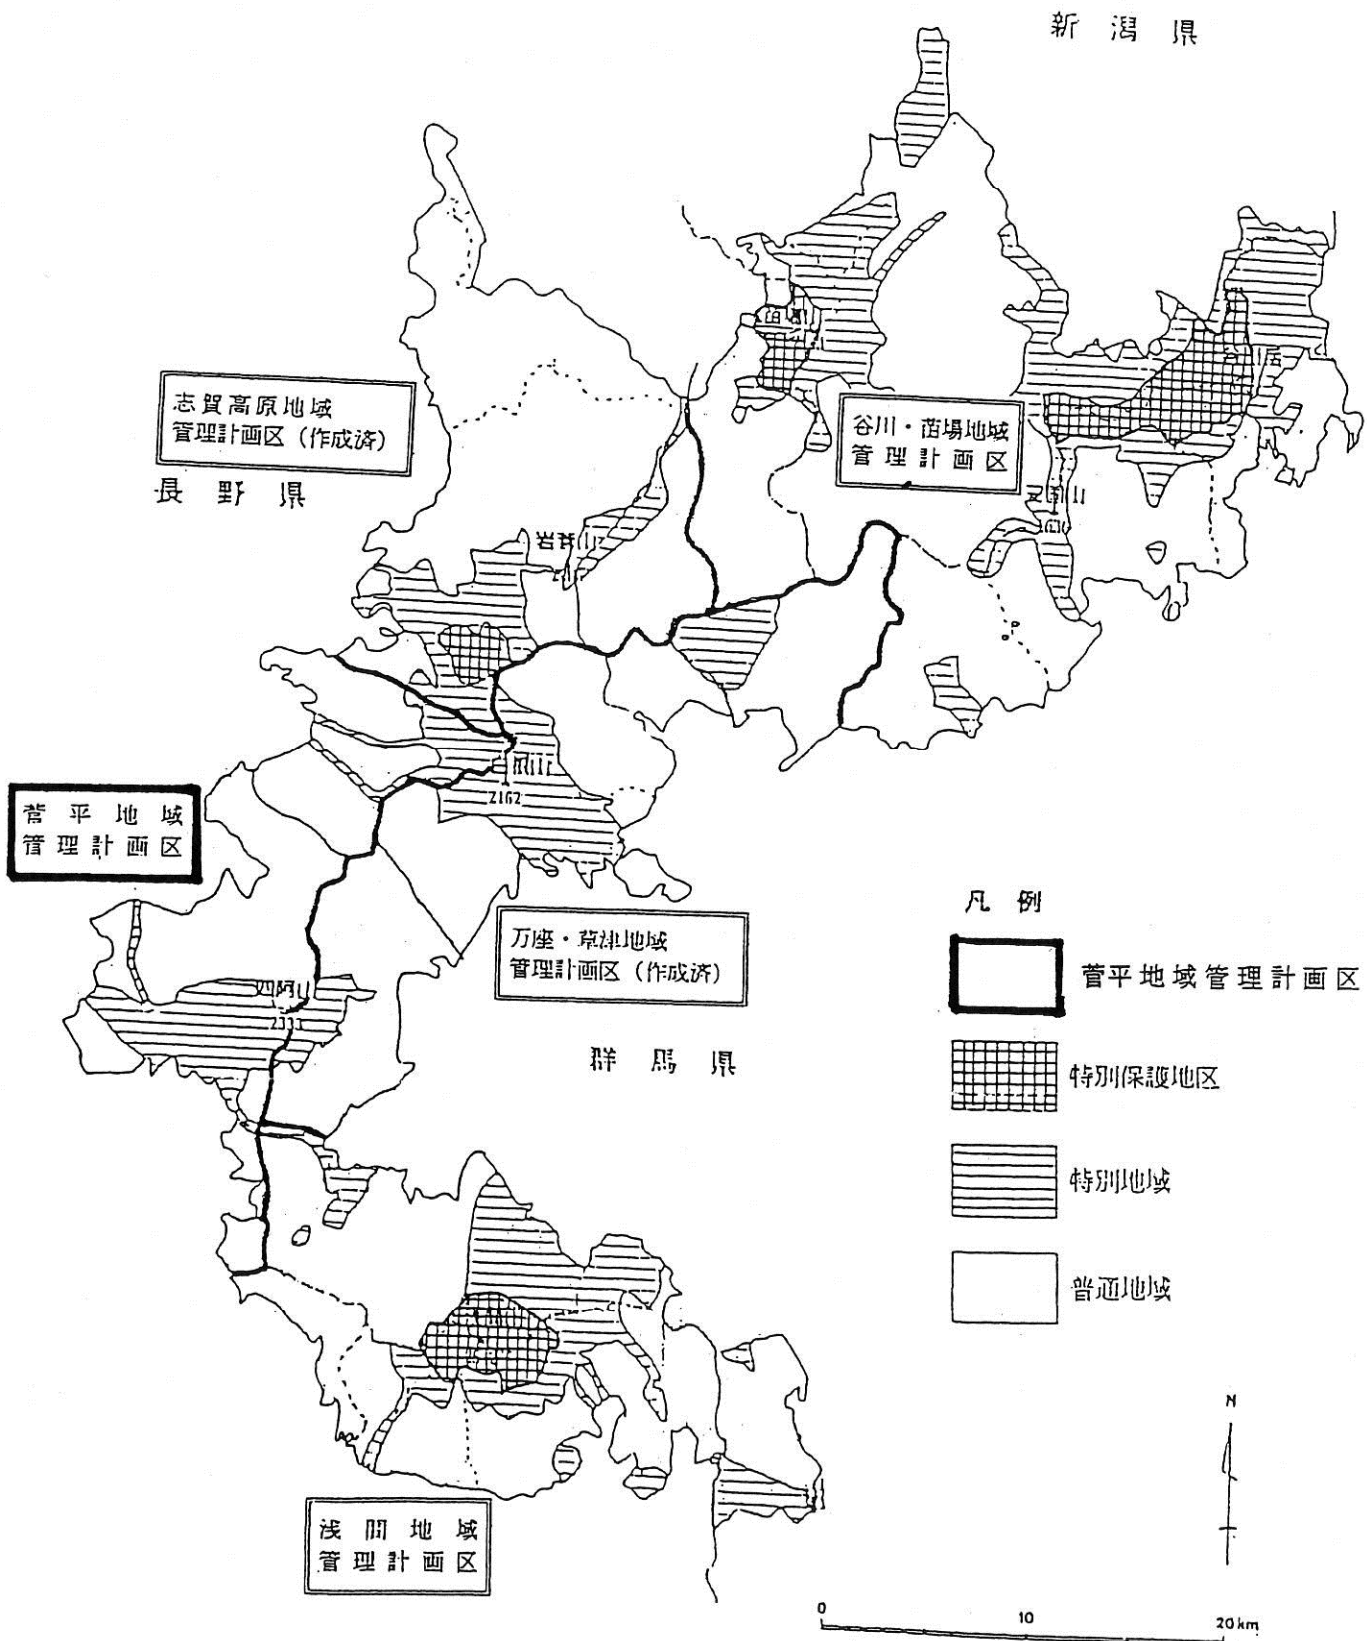 新潟県
志賀高原地域
管理計画区（作成済）
長野県
谷川・苗場地域
管理計画区
2162
菅平地域
管理計画区
万座・草津地域
管理計画区（作成済）
四阿山
群馬県
凡例
菅平地域管理計画区
特別保護地区
特別地域
普通地域
浅間地域
管理計画区
N
0 10 20km